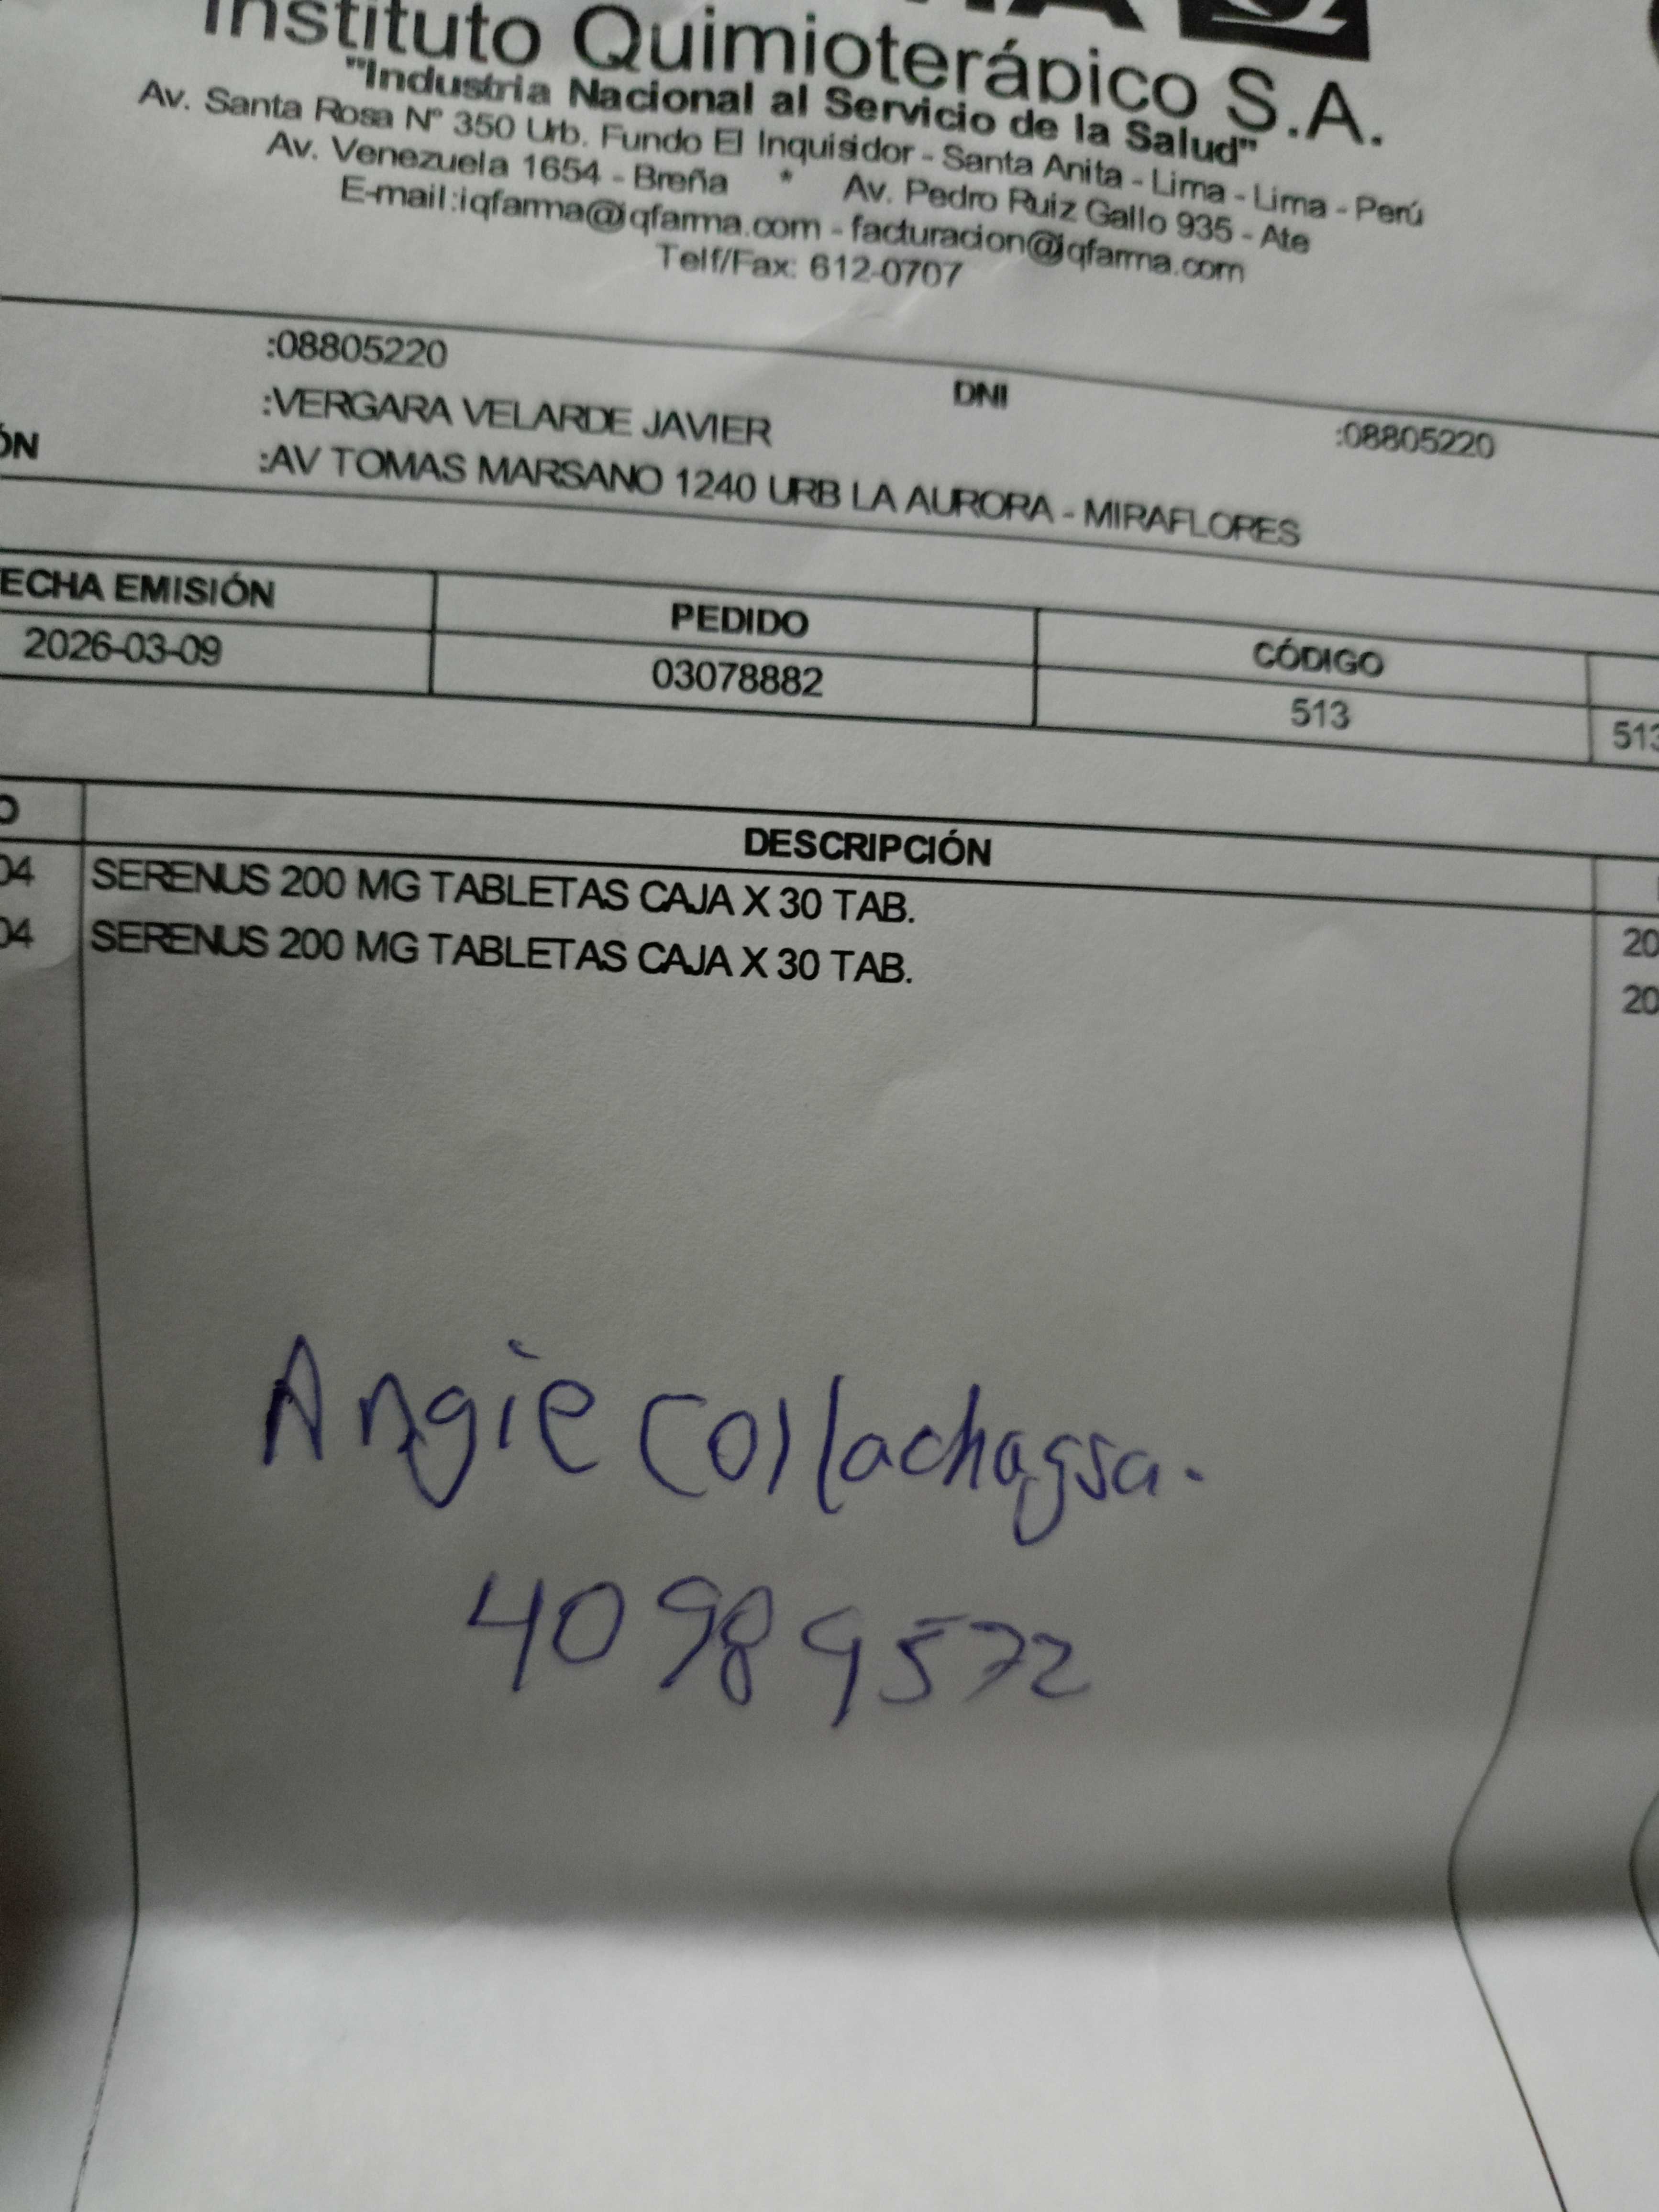 Instituto Quimioterápico S.A.
"Industria Nacional al Servicio de la Salud"
Av. Santa Rosa N° 350 Urb. Fundo El Inquisidor - Santa Anita - Lima - Lima - Perú
Av. Venezuela 1654 - Breña * Av. Pedro Ruiz Gallo 935 - Ate
E-mail:iqfarma@iqfarma.com - facturacion@iqfarma.com
Telf/Fax: 612-0707
:08805220 DNI :08805220
:VERGARA VELARDE JAVIER
ÓN :AV TOMAS MARSANO 1240 URB LA AURORA - MIRAFLORES
ECHA EMISIÓN PEDIDO CÓDIGO
2026-03-09 03078882 513 513
O DESCRIPCIÓN
04 SERENUS 200 MG TABLETAS CAJA X 30 TAB. 20
04 SERENUS 200 MG TABLETAS CAJA X 30 TAB. 20
Angie
40989572